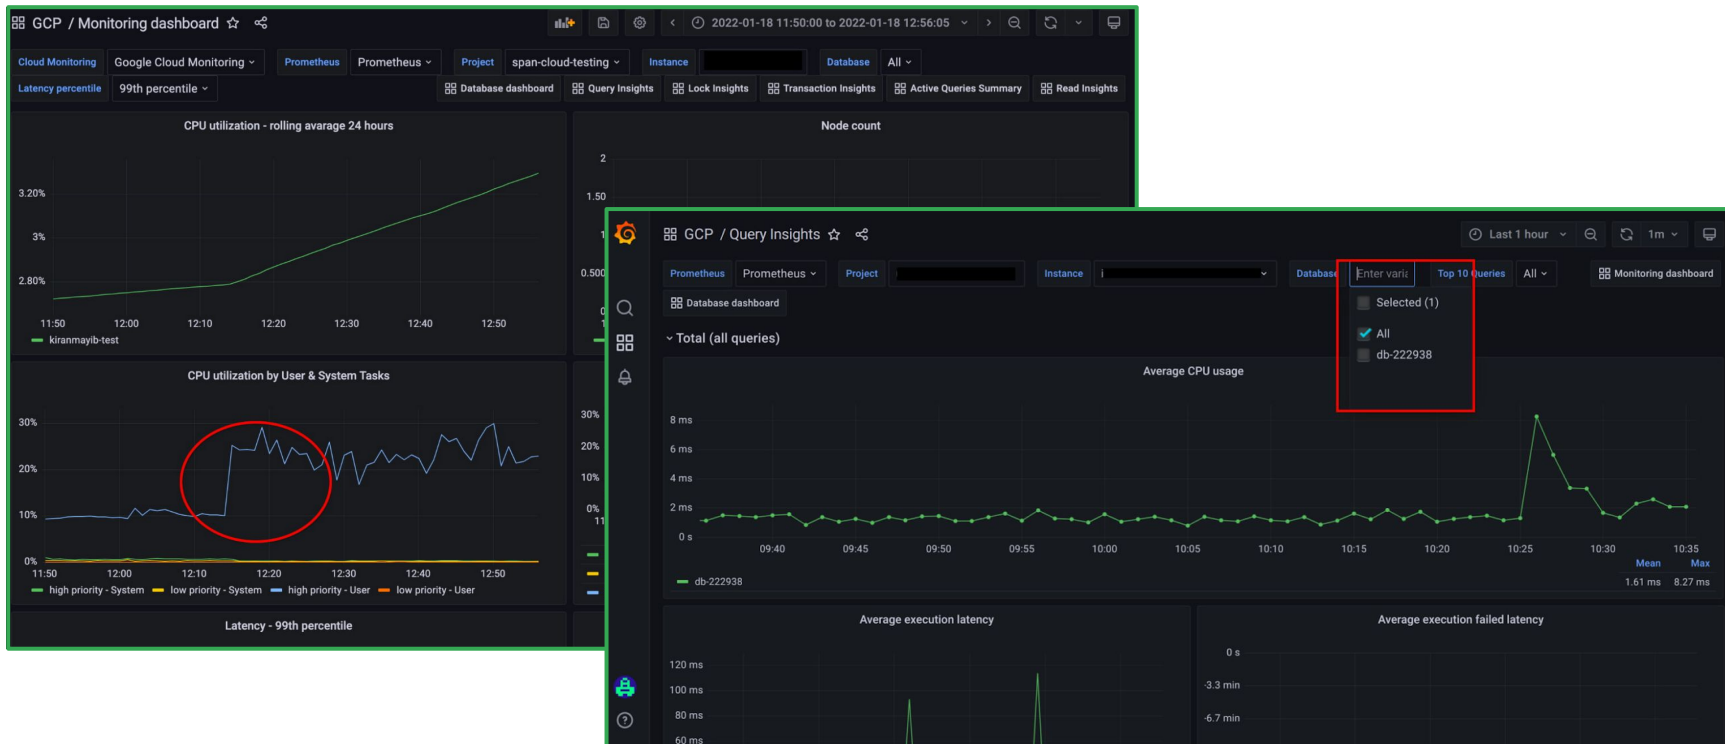 GCP / Monitoring dashboard
2022-01-18 11:50:00 to 2022-01-18 12:56:05
Cloud Monitoring Google Cloud Monitoring Prometheus Prometheus Project span-cloud-testing Instance Database All
Latency percentile 99th percentile Database dashboard Query Insights Lock Insights Transaction Insights Active Queries Summary Read Insights
CPU utilization - rolling avarage 24 hours
3.20%
3%
2.80%
11:50 12:00 12:10 12:20 12:30 12:40 12:50
kiranmayib-test
Node count
2
1.50
1
0.500
0
1
CPU utilization by User & System Tasks
30%
20%
10%
0%
11:50 12:00 12:10 12:20 12:30 12:40 12:50
high priority - System low priority - System high priority - User low priority - User
30%
20%
10%
0%
11
Latency - 99th percentile
GCP / Query Insights
Last 1 hour 1m
Prometheus Prometheus Project Instance Database Enter varia Top 10 Queries All Monitoring dashboard
Selected (1)
All
db-222938
Database dashboard
Total (all queries)
Average CPU usage
8 ms
6 ms
4 ms
2 ms
0 s
09:40 09:45 09:50 09:55 10:00 10:05 10:10 10:15 10:20 10:25 10:30 10:35
Mean Max
db-222938 1.61 ms 8.27 ms
Average execution latency
120 ms
100 ms
80 ms
60 ms
Average execution failed latency
0 s
-3.3 min
-6.7 min